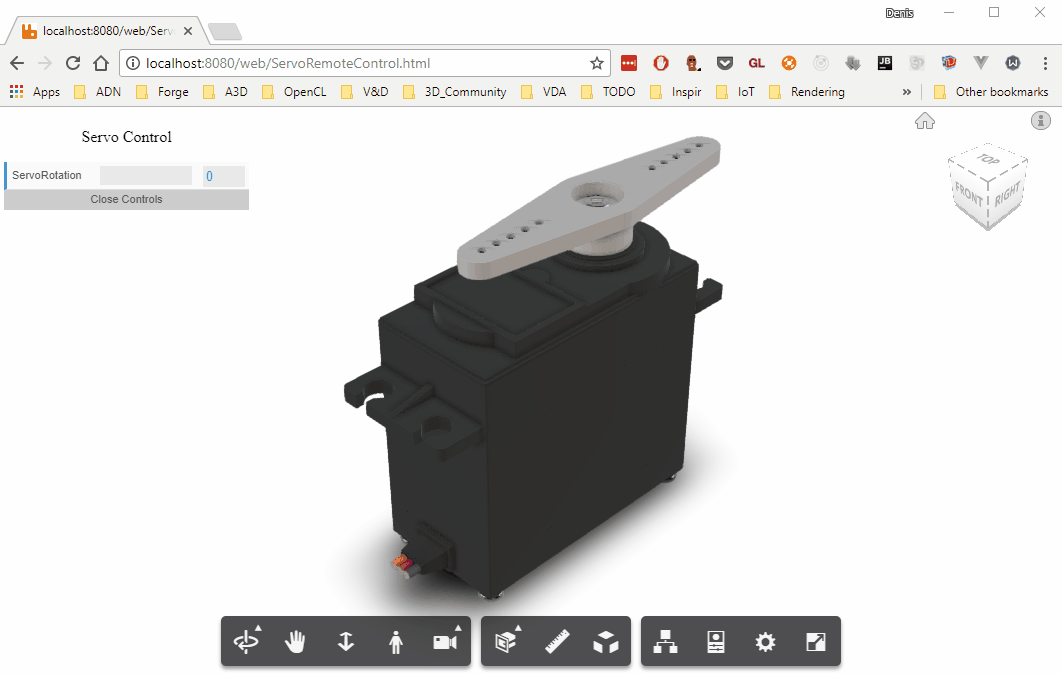 Denis
localhost:8080/web/Serv
localhost:8080/web/ServoRemoteControl.html
GL
JB
Apps ADN Forge A3D OpenCL V&D 3D_Community VDA TODO Inspir IoT Rendering » Other bookmarks
Servo Control
ServoRotation 0
Close Controls
TOP
FRONT RIGHT